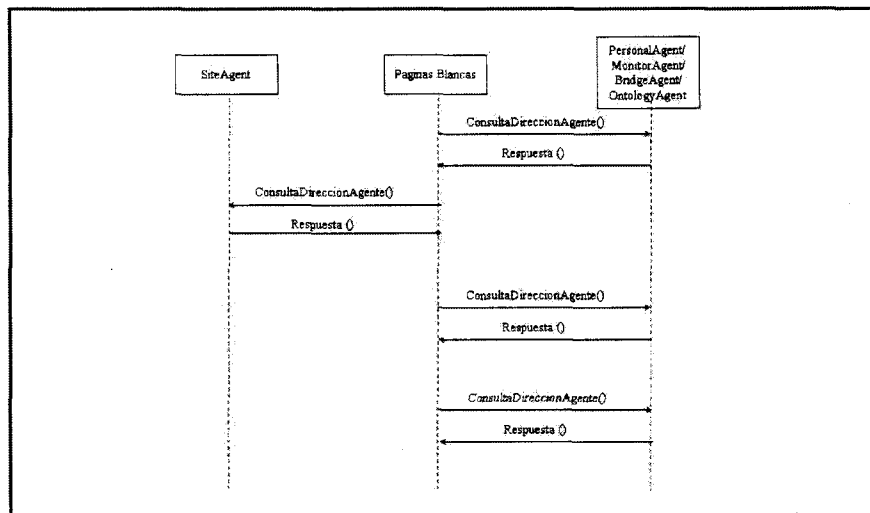 SiteAgent
Paginas Blancas
PersonalAgent/
MonitorAgent/
BridgeAgent/
OntologyAgent
ConsultaDireccionAgente()
Respuesta ()
ConsultaDireccionAgente()
Respuesta ()
ConsultaDireccionAgente()
Respuesta ()
ConsultaDireccionAgente()
Respuesta ()